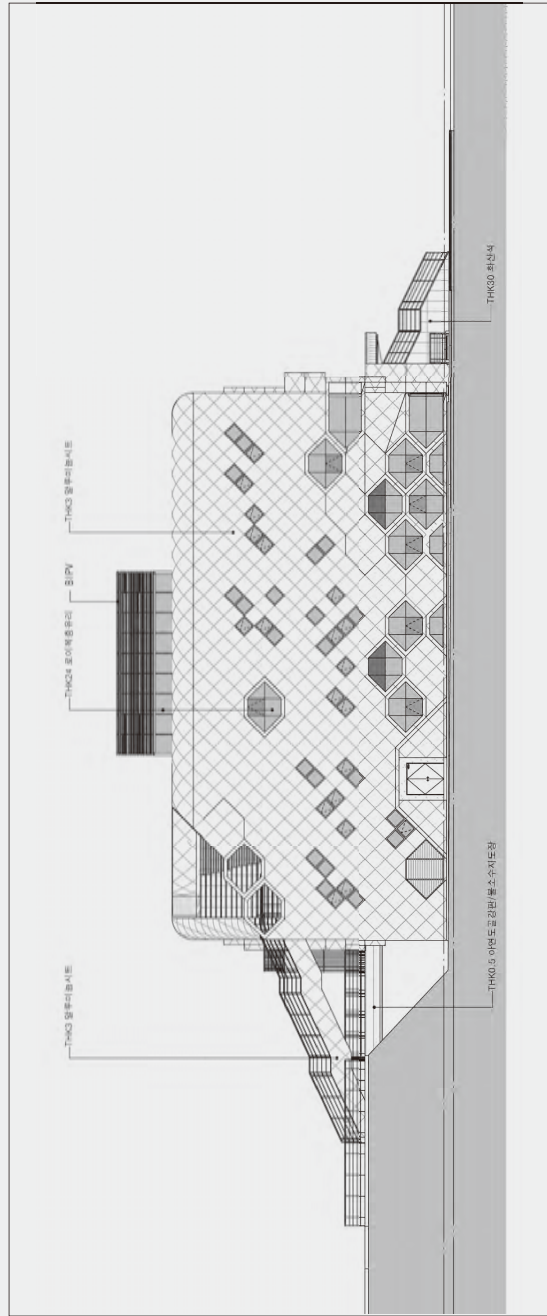 THK3 알루미늄시트
THK24 로이복층유리
BIPV
THK3 알루미늄시트
THK0.5 아연도골강판/불소수지도장
THK30 화산석